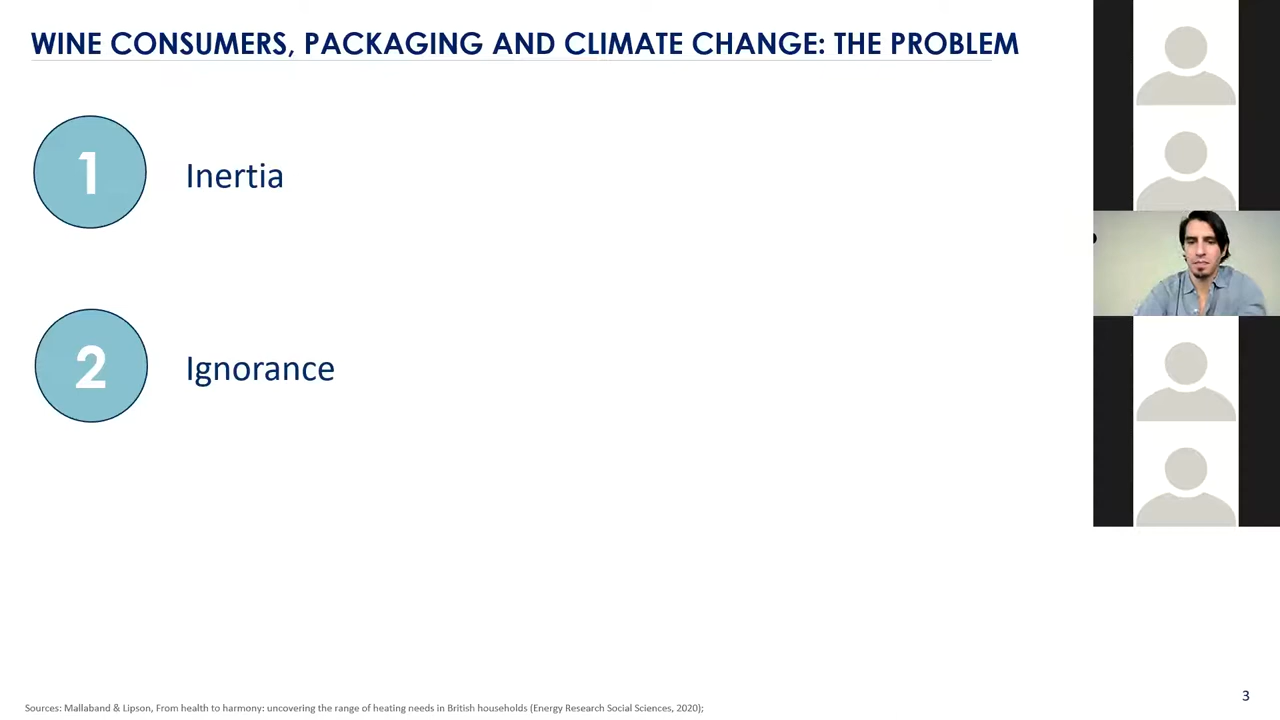 WINE CONSUMERS, PACKAGING AND CLIMATE CHANGE: THE PROBLEM
1
Inertia
2
Ignorance
3
Sources: Mallaband & Lipson, From health to harmony: uncovering the range of heating needs in British households (Energy Research Social Sciences, 2020);